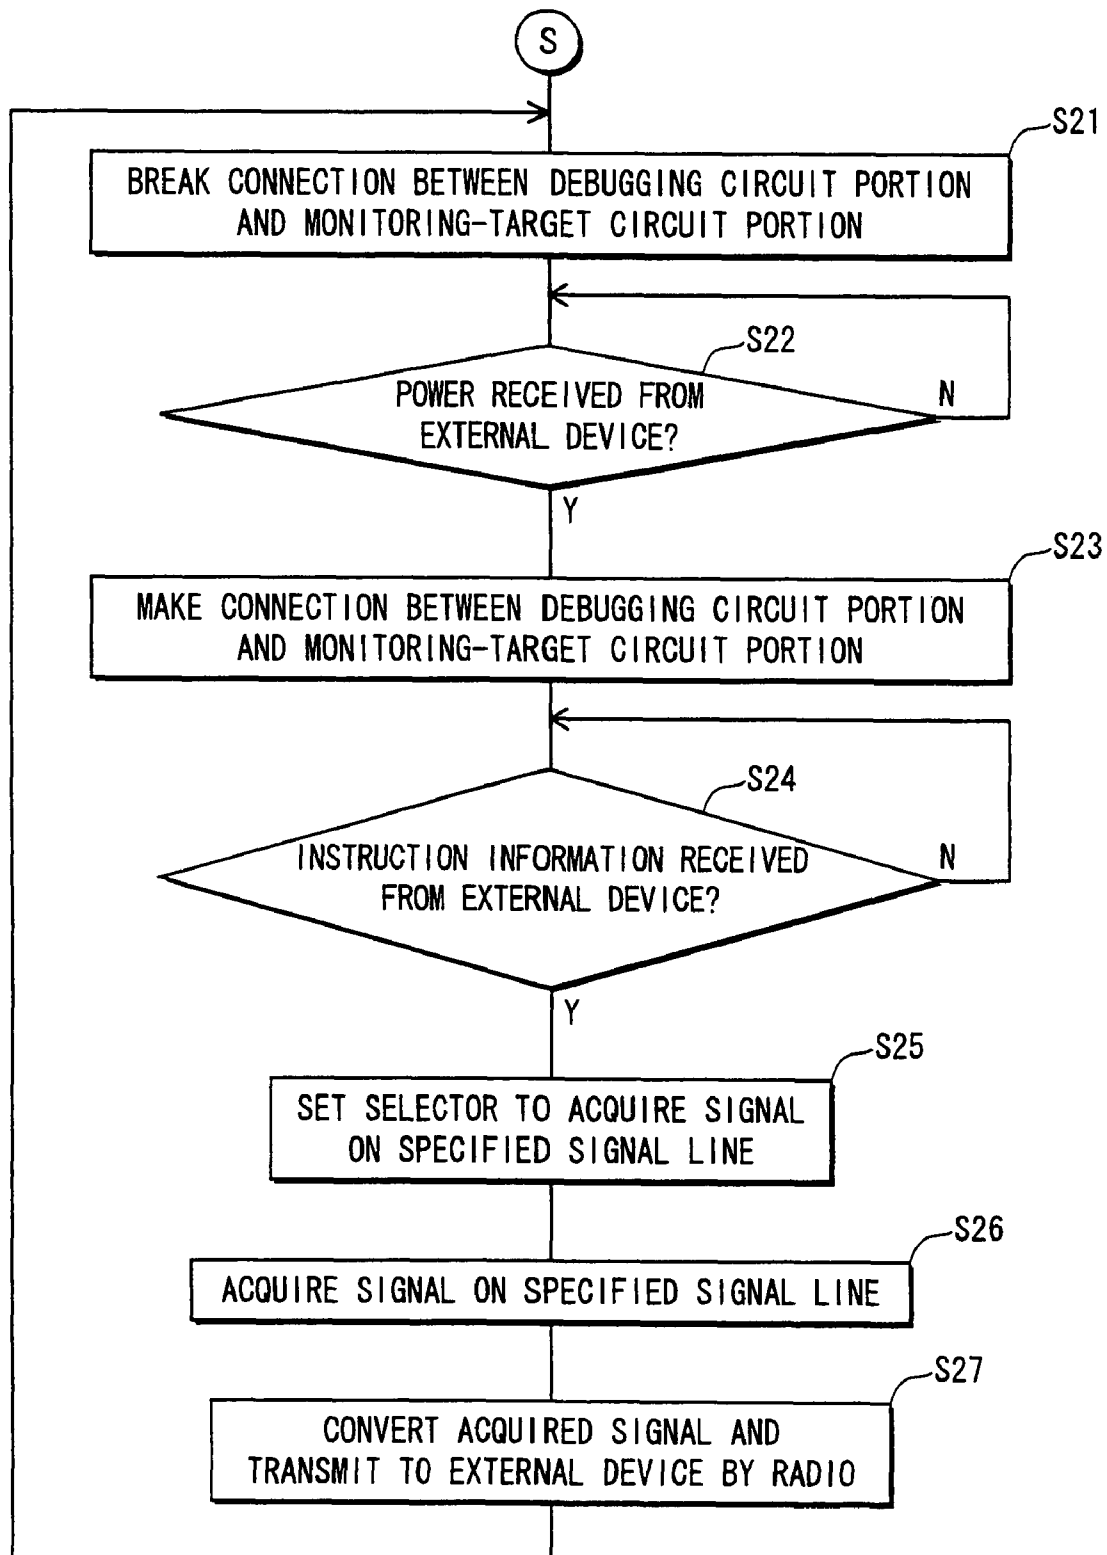 S
S21
BREAK CONNECTION BETWEEN DEBUGGING CIRCUIT PORTION
AND MONITORING-TARGET CIRCUIT PORTION
S22
POWER RECEIVED FROM
EXTERNAL DEVICE?
N
Y
S23
MAKE CONNECTION BETWEEN DEBUGGING CIRCUIT PORTION
AND MONITORING-TARGET CIRCUIT PORTION
S24
INSTRUCTION INFORMATION RECEIVED
FROM EXTERNAL DEVICE?
N
Y
S25
SET SELECTOR TO ACQUIRE SIGNAL
ON SPECIFIED SIGNAL LINE
S26
ACQUIRE SIGNAL ON SPECIFIED SIGNAL LINE
S27
CONVERT ACQUIRED SIGNAL AND
TRANSMIT TO EXTERNAL DEVICE BY RADIO